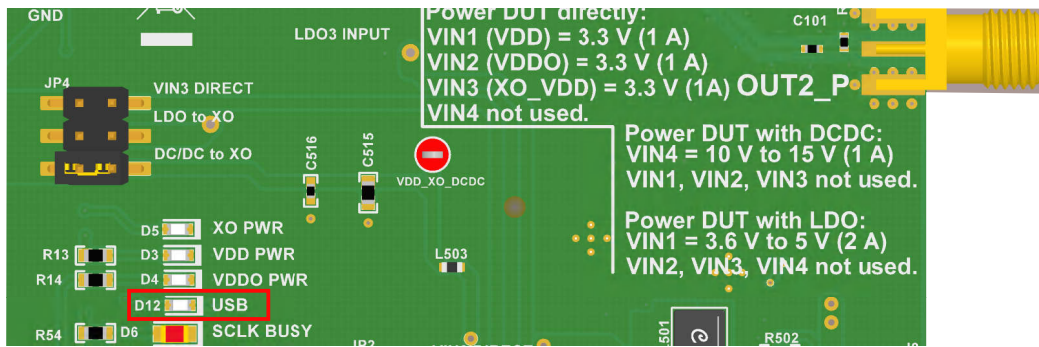 GND
LDO3 INPUT
Power DUT directly:
VIN1 (VDD) = 3.3 V (1 A)
VIN2 (VDDO) = 3.3 V (1 A)
VIN3 (XO_VDD) = 3.3 V (1A)
VIN4 not used.
C101
OUT2_P
JP4
VIN3 DIRECT
LDO to XO
DC/DC to XO
C516
C515
VDD_XO_DCDC
Power DUT with DCDC:
VIN4 = 10 V to 15 V (1 A)
VIN1, VIN2, VIN3 not used.
Power DUT with LDO:
VIN1 = 3.6 V to 5 V (2 A)
VIN2, VIN3, VIN4 not used.
D5 XO PWR
R13 D3 VDD PWR
R14 D4 VDDO PWR
D12 USB
R54 D6 SCLK BUSY
L503
R502